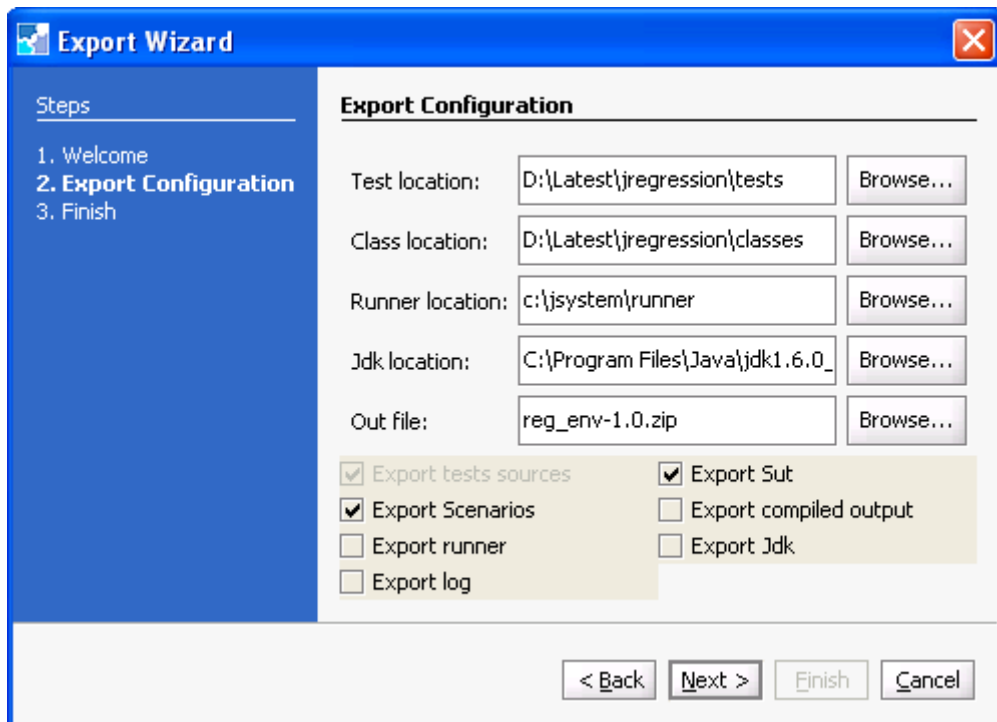 Export Wizard
Steps
1. Welcome
2. Export Configuration
3. Finish
Export Configuration
Test location: D:\Latest\jregression\tests Browse...
Class location: D:\Latest\jregression\classes Browse...
Runner location: c:\jsystem\runner Browse...
Jdk location: C:\Program Files\Java\jdk1.6.0_ Browse...
Out file: reg_env-1.0.zip Browse...
Export tests sources Export Sut
Export Scenarios Export compiled output
Export runner Export Jdk
Export log
< Back Next > Finish Cancel